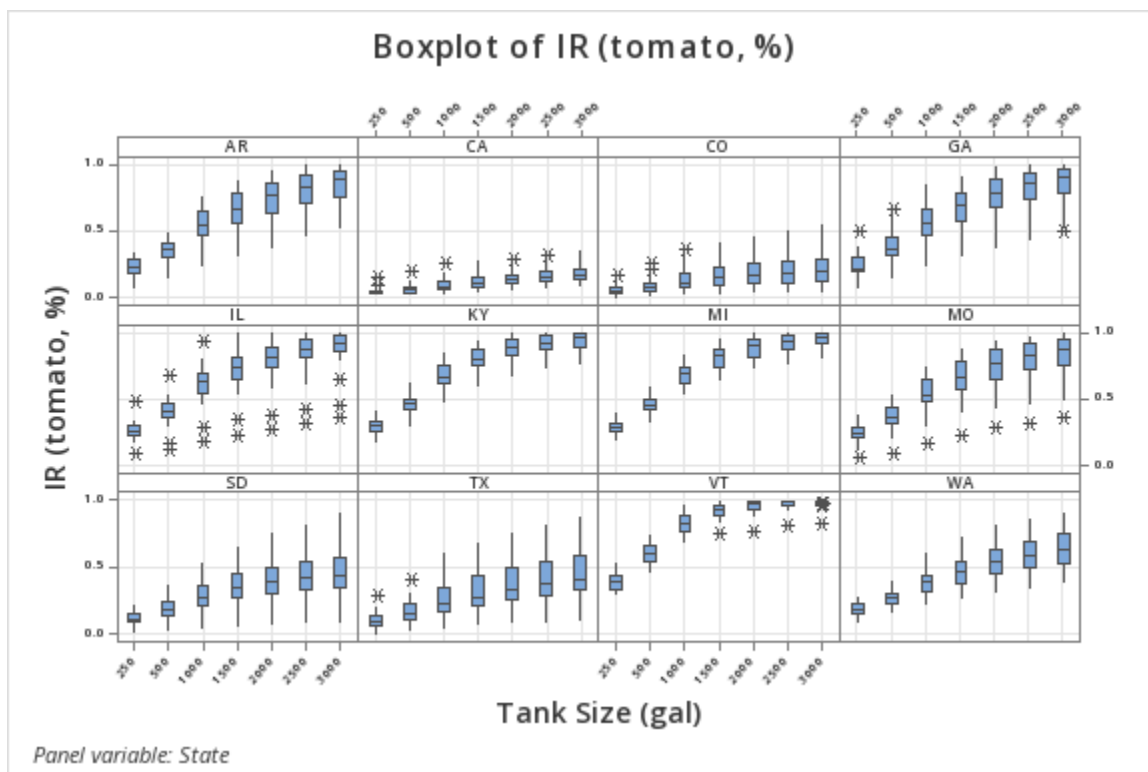 Boxplot of IR (tomato, %)
250 500 1000 1500 2000 2500 3000 250 500 1000 1500 2000 2500 3000
AR CA CO GA
1.0
0.5
0.0
IL KY MI MO
1.0
0.5
0.0
SD TX VT WA
1.0
0.5
0.0
IR (tomato, %)
250 500 1000 1500 2000 2500 3000 250 500 1000 1500 2000 2500 3000
Tank Size (gal)
Panel variable: State